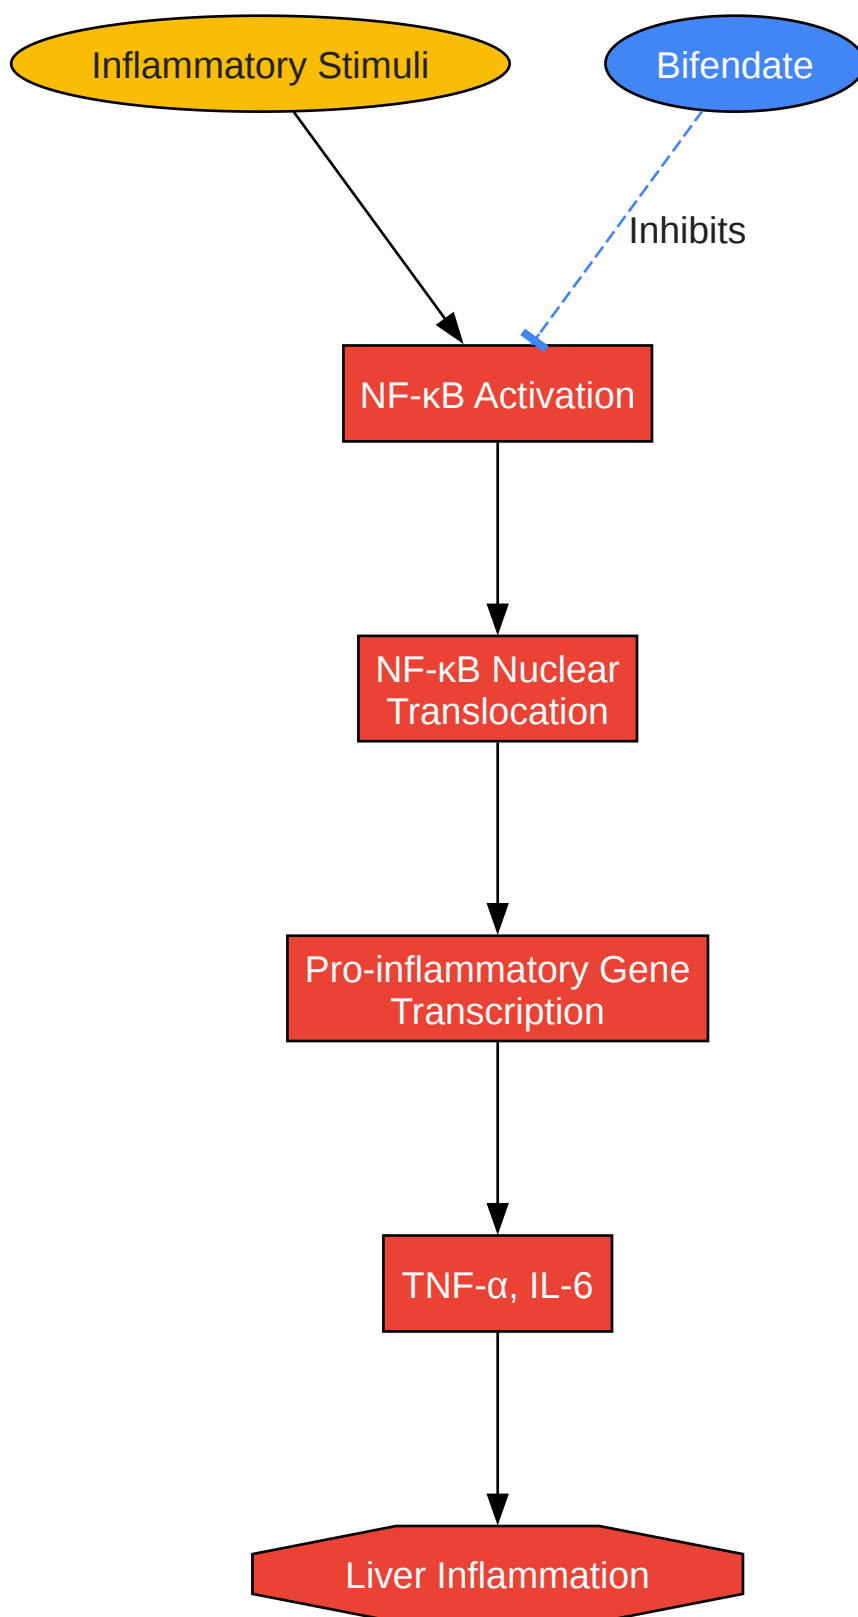 Inflammatory Stimuli
Bifendate
Inhibits
NF-κB Activation
NF-κB Nuclear
Translocation
Pro-inflammatory Gene
Transcription
TNF-α, IL-6
Liver Inflammation